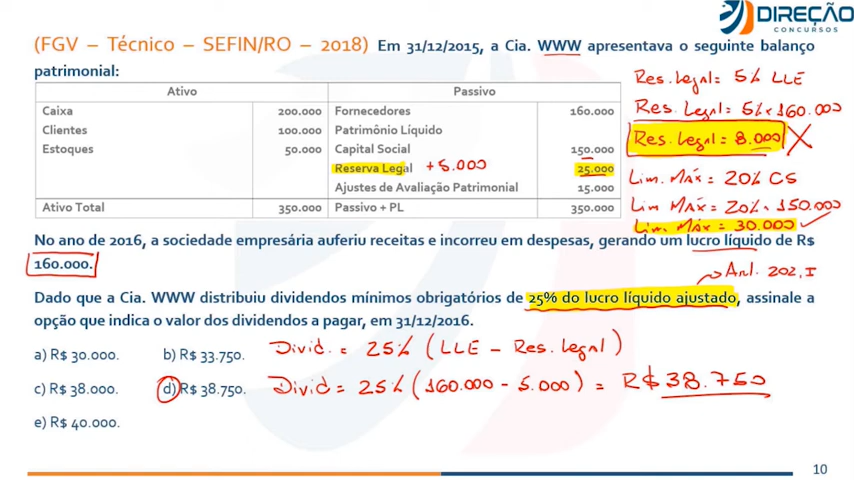 DIREÇÃO
CONCURSOS
(FGV – Técnico – SEFIN/RO – 2018) Em 31/12/2015, a Cia. WWW apresentava o seguinte balanço
patrimonial:
Ativo Passivo
Caixa 200.000 Fornecedores 160.000
Clientes 100.000 Patrimônio Líquido
Estoques 50.000 Capital Social 150.000
Reserva Legal +5.000 25.000
Ajustes de Avaliação Patrimonial 15.000
Ativo Total 350.000 Passivo + PL 350.000
Res. Legal = 5% LLE
Res. Legal = 5% × 160.000
Res. Legal = 8.000 X
Lim. Máx = 20% CS
Lim. Máx = 20% × 150.000
Lim. Máx = 30.000 ✓
No ano de 2016, a sociedade empresária auferiu receitas e incorreu em despesas, gerando um lucro líquido de R$
160.000.
Art. 202, I
Dado que a Cia. WWW distribuiu dividendos mínimos obrigatórios de 25% do lucro líquido ajustado, assinale a
opção que indica o valor dos dividendos a pagar, em 31/12/2016.
Divid. = 25% (LLE – Res. Legal)
a) R$ 30.000. b) R$ 33.750.
Divid = 25% (160.000 – 5.000) = R$ 38.750
c) R$ 38.000. d) R$ 38.750.
e) R$ 40.000.
10